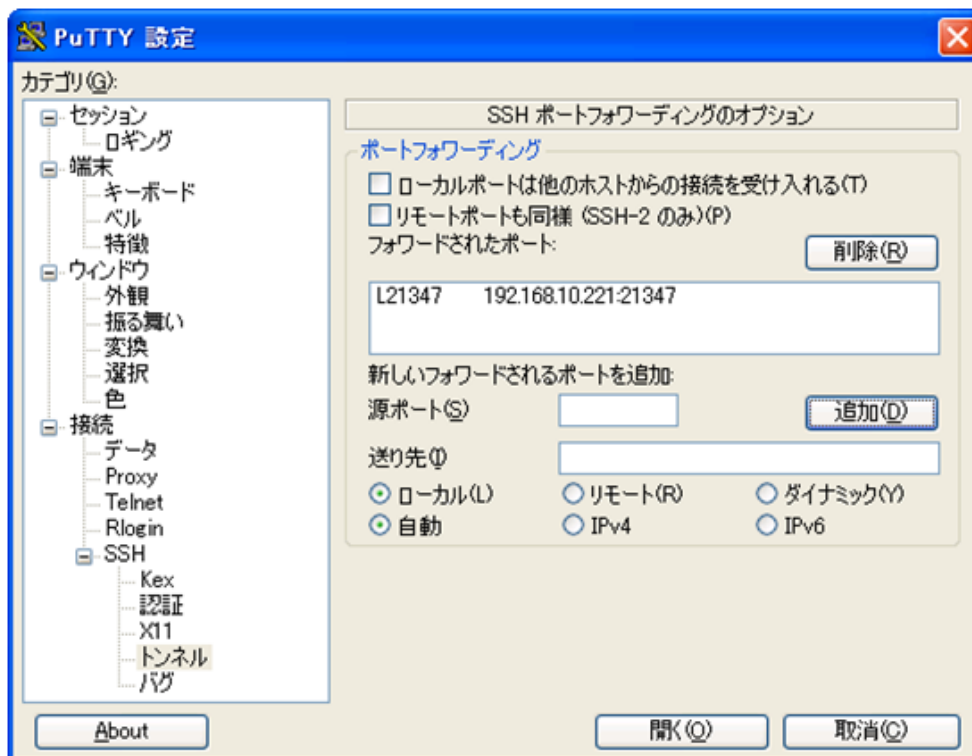 PuTTY 設定
カテゴリ(G):
セッション
ロギング
端末
キーボード
ベル
特徴
ウィンドウ
外観
振る舞い
変換
選択
色
接続
データ
Proxy
Telnet
Rlogin
SSH
Kex
認証
X11
トンネル
バグ
SSH ポートフォワーディングのオプション
ポートフォワーディング
ローカルポートは他のホストからの接続を受け入れる(T)
リモートポートも同様 (SSH-2 のみ)(P)
フォワードされたポート:
削除(R)
L21347 192.168.10.221:21347
新しいフォワードされるポートを追加:
源ポート(S)
追加(D)
送り先(I)
ローカル(L) リモート(R) ダイナミック(Y)
自動 IPv4 IPv6
About 開く(O) 取消(C)